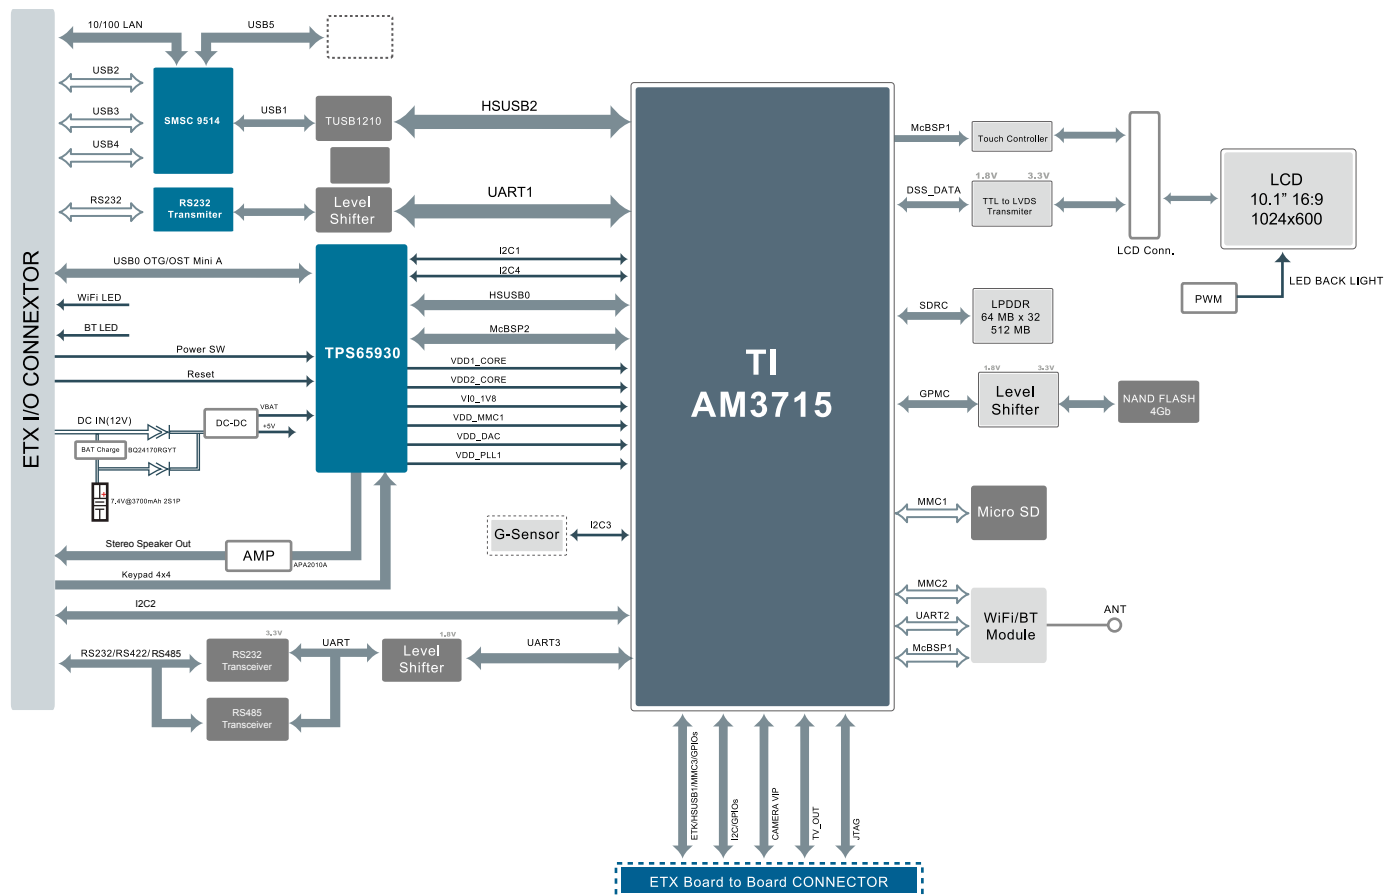 10/100 LAN
USB5
USB2
USB3
USB4
SMSC 9514
USB1
TUSB1210
HSUSB2
RS232
RS232
Transmiter
Level
Shifter
UART1
ETX I/O CONNEXTOR
USB0 OTG/OST Mini A
WiFi LED
BT LED
Power SW
Reset
DC IN(12V)
DC-DC
VBAT
+5V
BAT Charge
BQ24170RGYT
7.4V@3700mAh 2S1P
TPS65930
I2C1
I2C4
HSUSB0
McBSP2
VDD1_CORE
VDD2_CORE
VI0_1V8
VDD_MMC1
VDD_DAC
VDD_PLL1
G-Sensor
I2C3
Stereo Speaker Out
AMP
APA2010A
Keypad 4x4
I2C2
RS232/RS422/RS485
3.3V
RS232
Transceiver
UART
1.8V
Level
Shifter
UART3
RS485
Transceiver
TI
AM3715
McBSP1
Touch Controller
DSS_DATA
1.8V
3.3V
TTL to LVDS
Transmiter
LCD Conn.
LCD
10.1" 16:9
1024x600
LED BACK LIGHT
PWM
SDRC
LPDDR
64 MB x 32
512 MB
GPMC
1.8V
3.3V
Level
Shifter
NAND FLASH
4Gb
MMC1
Micro SD
MMC2
UART2
McBSP1
WiFi/BT
Module
ANT
ETK/HSUSB1/MMC3/GPIOs
I2C/GPIOs
CAMERA VIP
TV_OUT
JTAG
ETX Board to Board CONNECTOR